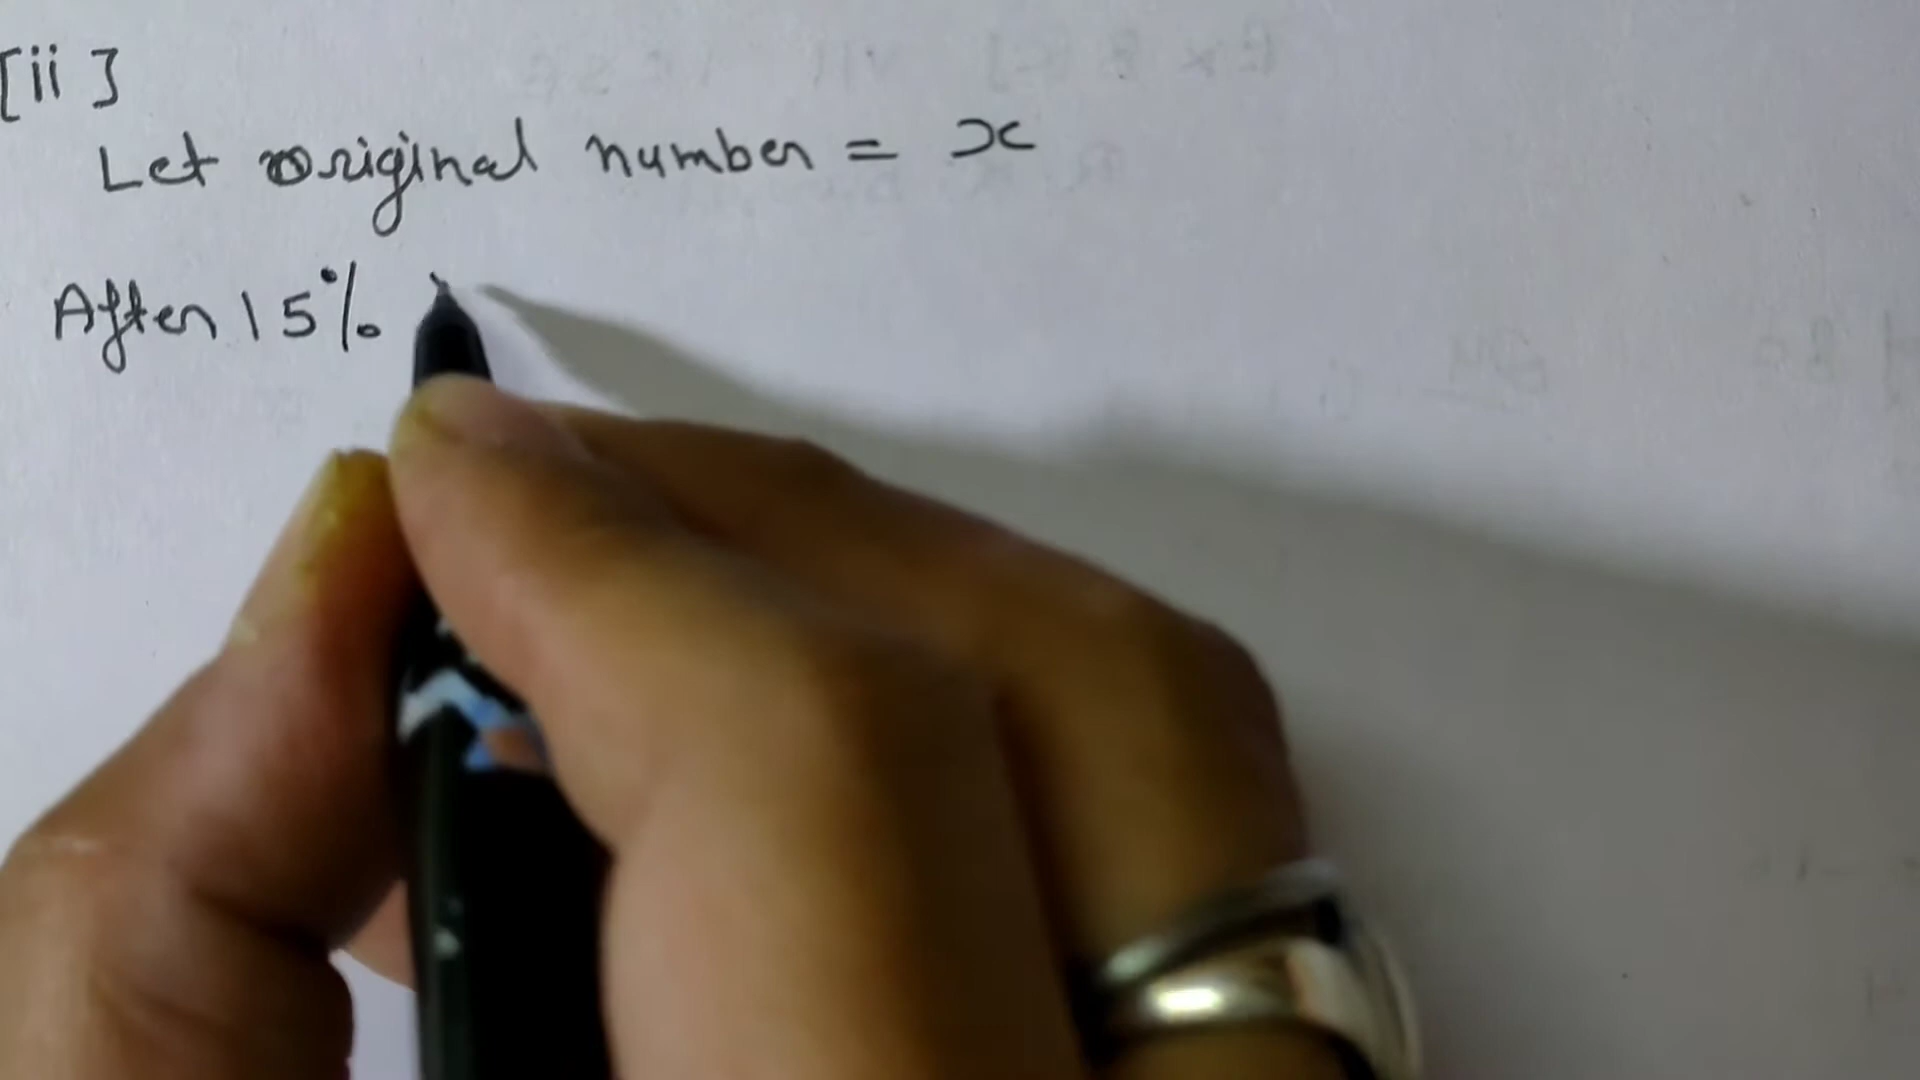 [ii]
Let original number = x
After 15%